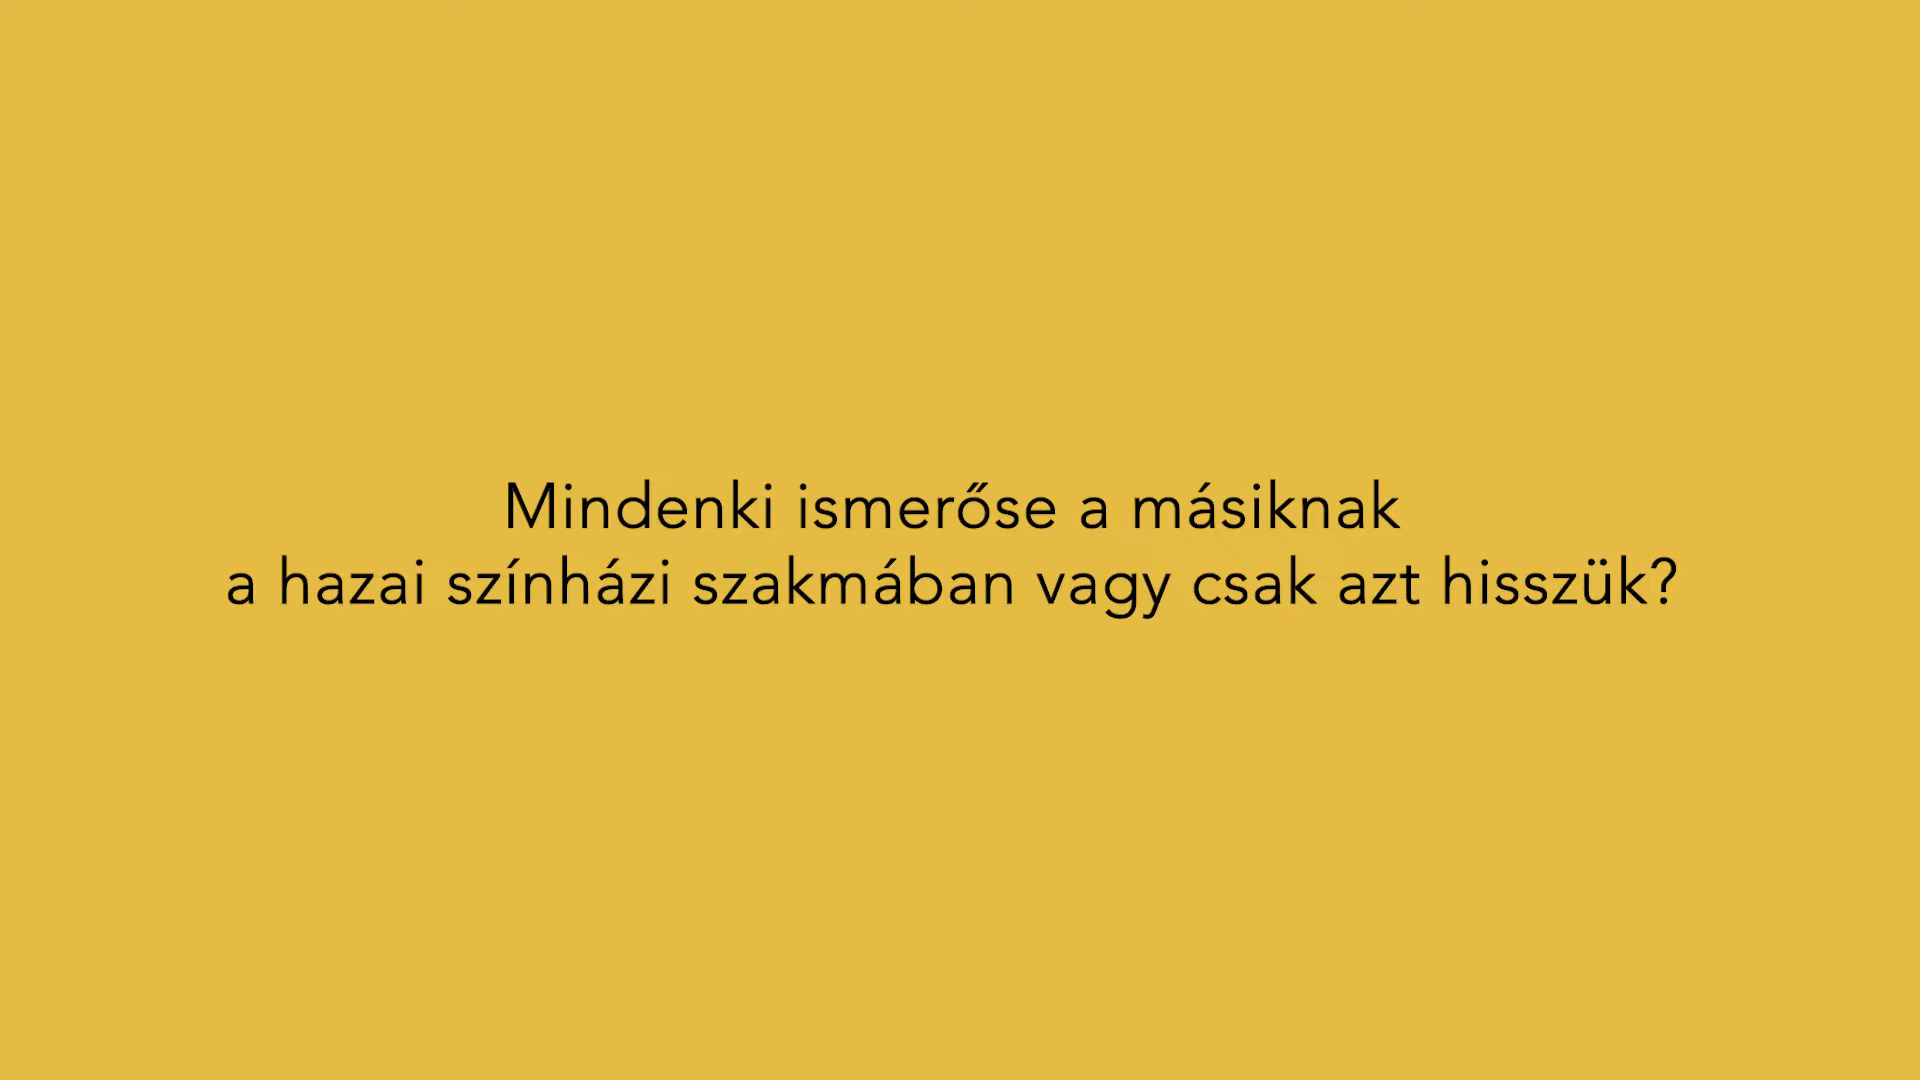 Mindenki ismerőse a másiknak
a hazai színházi szakmában vagy csak azt hisszük?